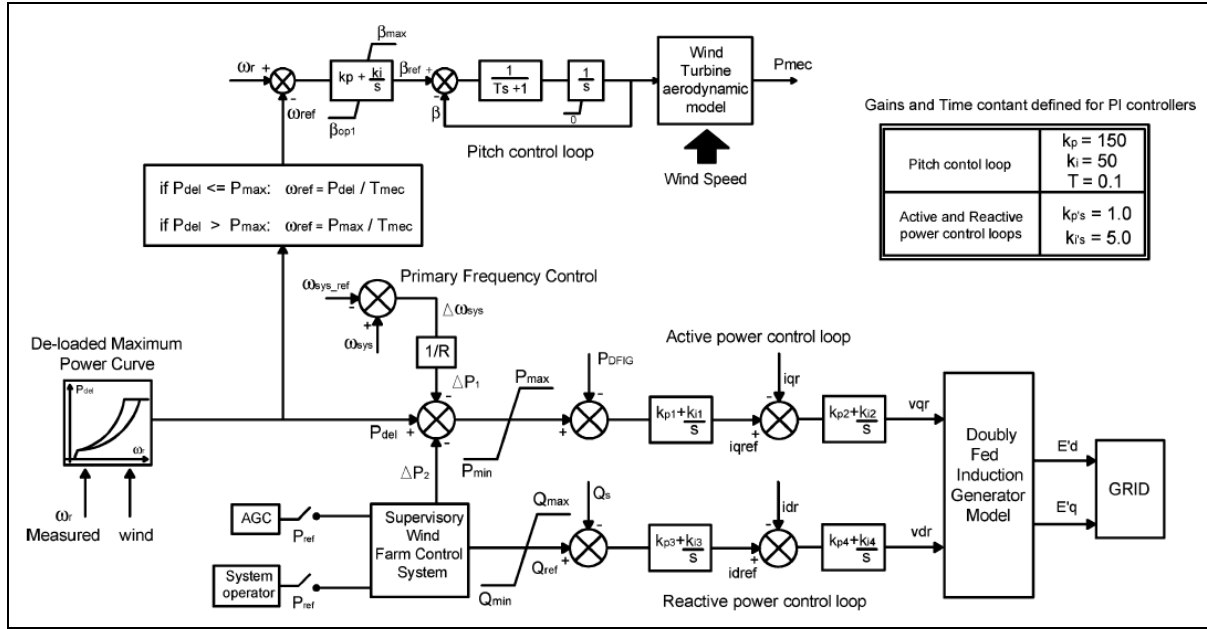 βmax
ωr +
-
ωref
kp + ki/s
βop1
βref +
-
β
1/Ts +1
1/s
0
Pitch control loop
Wind
Turbine
aerodynamic
model
Pmec
Wind Speed
Gains and Time contant defined for PI controllers
Pitch contol loop
kp = 150
ki = 50
T = 0.1
Active and Reactive
power control loops
kp's = 1.0
ki's = 5.0
if Pdel <= Pmax: ωref = Pdel / Tmec
if Pdel > Pmax: ωref = Pmax / Tmec
Primary Frequency Control
ωsys_ref
-
+
ωsys
△ωsys
1/R
△P1
-
De-loaded Maximum
Power Curve
Pdel
ωr
ωr
Measured
wind
Pdel
+
-
△P2
Pmax
Pmin
Active power control loop
PDFIG
-
+
kp1+ki1/s
iqr
-
+
iqref
kp2+ki2/s
vqr
AGC
Pref
System
operator
Pref
Supervisory
Wind
Farm Control
System
Qmax
Qmin
Qref
Qs
-
+
kp3+ki3/s
idr
-
+
idref
kp4+ki4/s
vdr
Reactive power control loop
Doubly
Fed
Induction
Generator
Model
E'd
E'q
GRID